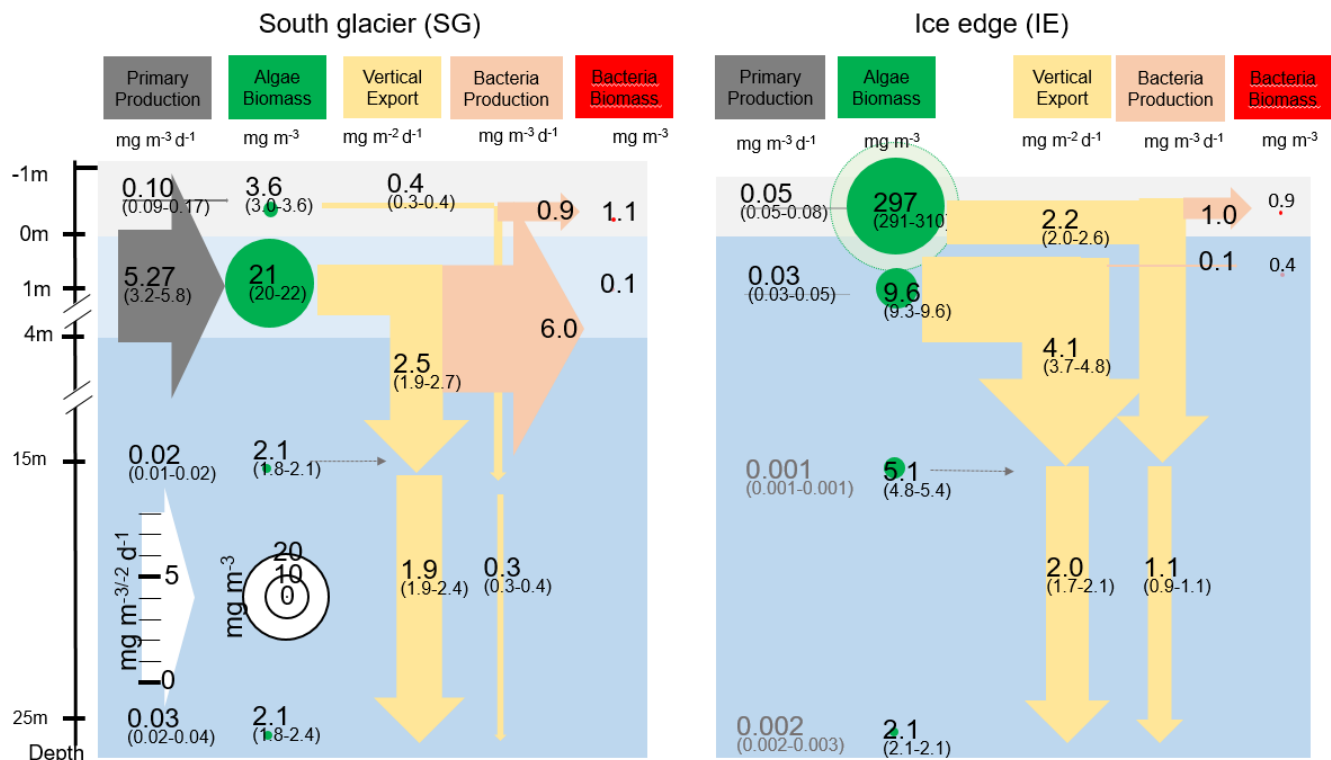 South glacier (SG)
Ice edge (IE)
Primary
Production
Algae
Biomass
Vertical
Export
Bacteria
Production
Bacteria
Biomass
Primary
Production
Algae
Biomass
Vertical
Export
Bacteria
Production
Bacteria
Biomass
mg m-3 d-1
mg m-3
mg m-2 d-1
mg m-3 d-1
mg m-3
mg m-3 d-1
mg m-3
mg m-2 d-1
mg m-3 d-1
mg m-3
-1m
0m
1m
4m
15m
25m
Depth
0.10
(0.09-0.17)
3.6
(3.0-3.6)
0.4
(0.3-0.4)
0.9
1.1
5.27
(3.2-5.8)
21
(20-22)
0.1
6.0
2.5
(1.9-2.7)
0.02
(0.01-0.02)
2.1
(1.8-2.1)
mg m-3/-2 d-1
5
0
mg m-3
20
10
0
1.9
(1.9-2.4)
0.3
(0.3-0.4)
0.03
(0.02-0.04)
2.1
(1.8-2.4)
0.05
(0.05-0.08)
297
(291-310)
2.2
(2.0-2.6)
1.0
0.9
0.03
(0.03-0.05)
9.6
(9.3-9.6)
0.1
0.4
4.1
(3.7-4.8)
0.001
(0.001-0.001)
5.1
(4.8-5.4)
2.0
(1.7-2.1)
1.1
(0.9-1.1)
0.002
(0.002-0.003)
2.1
(2.1-2.1)